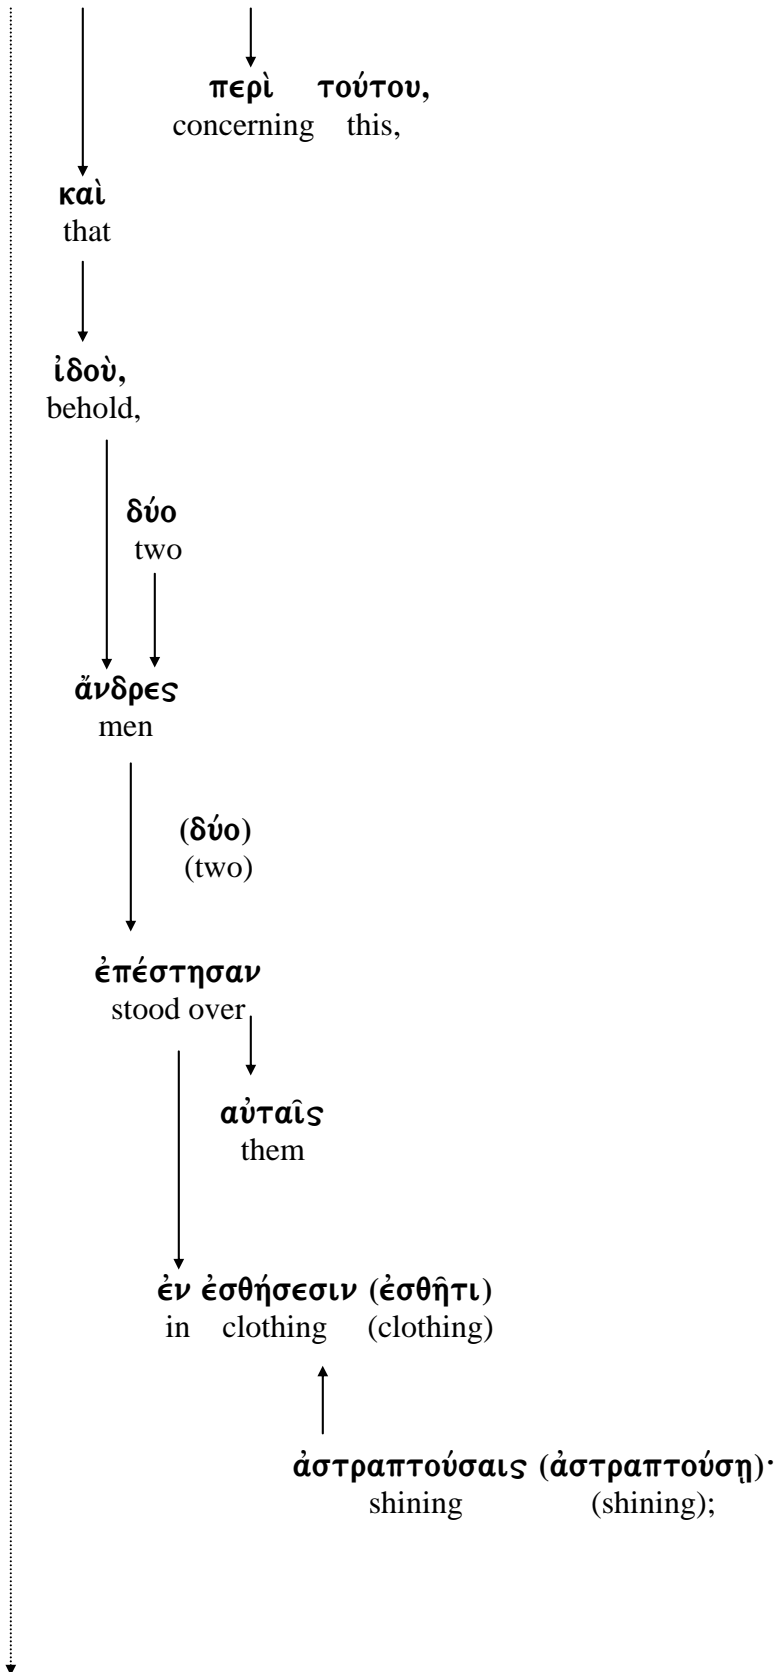 περὶ τούτου,
concerning this,
καὶ
that
ἰδοὺ,
behold,
δύο
two
ἄνδρες
men
(δύο)
(two)
ἐπέστησαν
stood over
αὐταῖς
them
ἐν ἐσθήσεσιν (ἐσθῆτι)
in clothing (clothing)
ἀστραπτούσαις (ἀστραπτούσῃ)·
shining (shining);